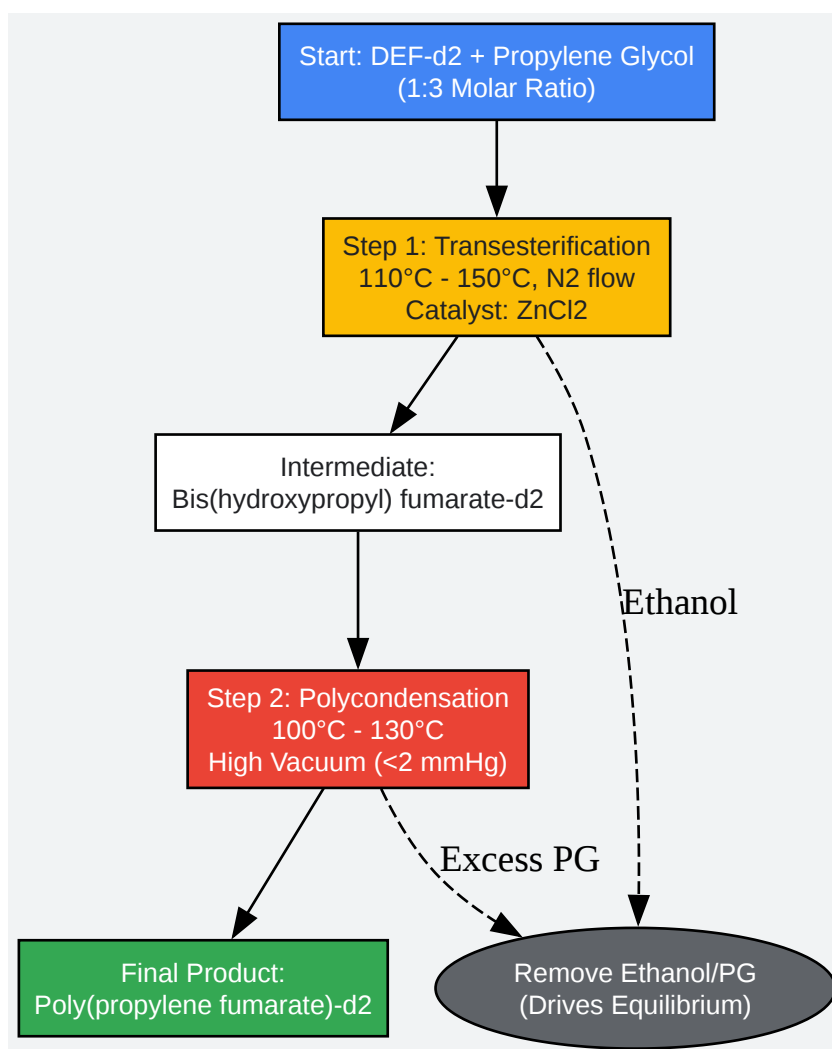 Start: DEF-d2 + Propylene Glycol
(1:3 Molar Ratio)
Step 1: Transesterification
110°C - 150°C, N2 flow
Catalyst: ZnCl2
Intermediate:
Bis(hydroxypropyl) fumarate-d2
Ethanol
Step 2: Polycondensation
100°C - 130°C
High Vacuum (<2 mmHg)
Excess PG
Final Product:
Poly(propylene fumarate)-d2
Remove Ethanol/PG
(Drives Equilibrium)